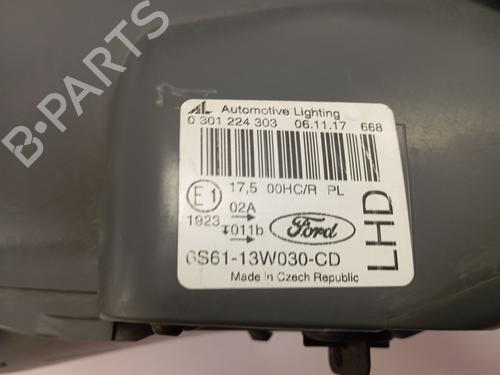 AL Automotive Lighting
0 301 224 303 06.11.17 668
E1 17,5 00HC/R PL
02A
1923 +011b
Ford
6S61-13W030-CD
LHD
Made in Czech Republic
B-PARTS